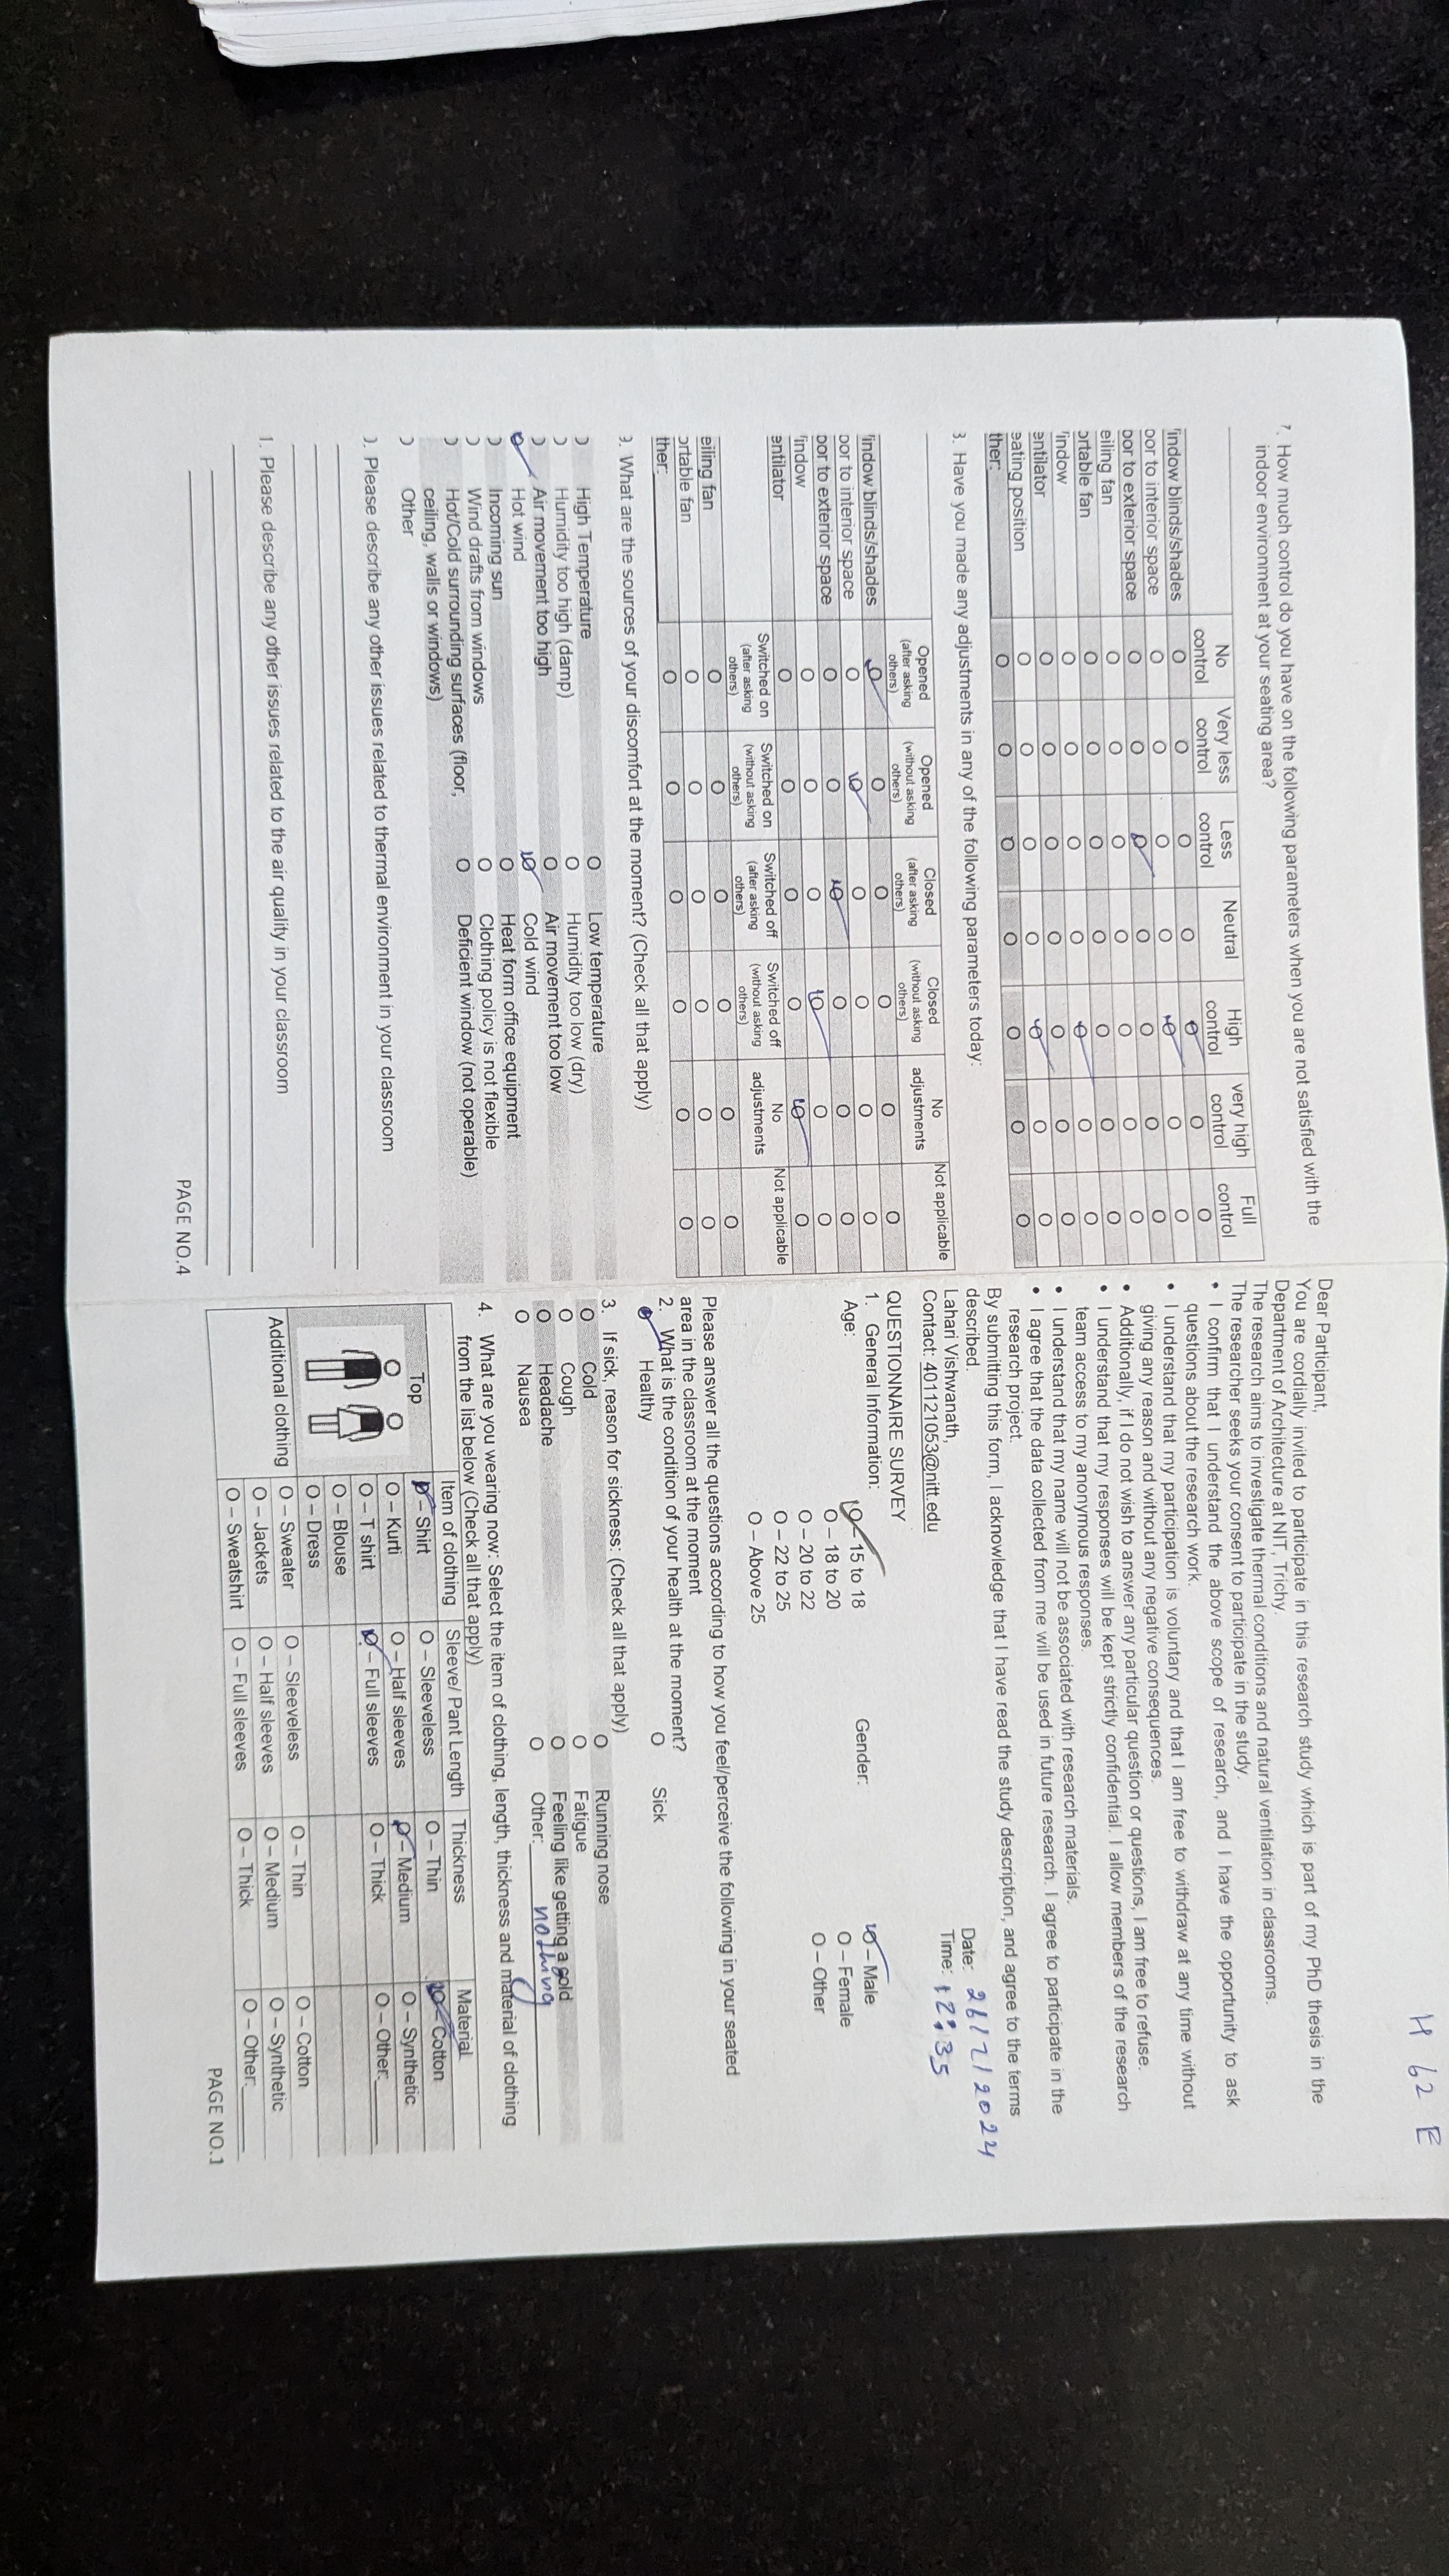 H 62 E
7. How much control do you have on the following parameters when you are not satisfied with the
indoor environment at your seating area?
No control Very less control Less control Neutral High control very high control Full control
indow blinds/shades O O O O O O O
oor to interior space O O O O O O O
oor to exterior space O O O O O O O
eiling fan O O O O O O O
ortable fan O O O O O O O
indow O O O O O O O
entilator O O O O O O O
eating position O O O O O O O
ther: O O O O O O O
3. Have you made any adjustments in any of the following parameters today:
Opened (after asking others) Opened (without asking others) Closed (after asking others) Closed (without asking others) No adjustments Not applicable
indow blinds/shades O O O O O O
oor to interior space O O O O O O
oor to exterior space O O O O O O
indow O O O O O O
entilator O O O O O O
Switched on (after asking others) Switched on (without asking others) Switched off (after asking others) Switched off (without asking others) No adjustments Not applicable
eiling fan O O O O O O
ortable fan O O O O O O
ther: O O O O O O
9. What are the sources of your discomfort at the moment? (Check all that apply)
High Temperature O Low temperature
Humidity too high (damp) O Humidity too low (dry)
Air movement too high O Air movement too low
Hot wind O Cold wind
Incoming sun O Heat form office equipment
Wind drafts from windows O Clothing policy is not flexible
Hot/Cold surrounding surfaces (floor, O Deficient window (not operable)
ceiling, walls or windows)
Other
). Please describe any other issues related to thermal environment in your classroom
1. Please describe any other issues related to the air quality in your classroom
PAGE NO.4
Dear Participant,
You are cordially invited to participate in this research study which is part of my PhD thesis in the
Department of Architecture at NIT, Trichy.
The research aims to investigate thermal conditions and natural ventilation in classrooms.
The researcher seeks your consent to participate in the study.
• I confirm that I understand the above scope of research, and I have the opportunity to ask
questions about the research work.
• I understand that my participation is voluntary and that I am free to withdraw at any time without
giving any reason and without any negative consequences.
• Additionally, if I do not wish to answer any particular question or questions, I am free to refuse.
• I understand that my responses will be kept strictly confidential. I allow members of the research
team access to my anonymous responses.
• I understand that my name will not be associated with research materials.
• I agree that the data collected from me will be used in future research. I agree to participate in the
research project.
By submitting this form, I acknowledge that I have read the study description, and agree to the terms
described.
Date: 26/2/2024
Lahari Vishwanath,
Time: 12:35
Contact: 401121053@nitt.edu
QUESTIONNAIRE SURVEY
1. General Information:
Age: O – 15 to 18 Gender: O – Male
O – 18 to 20 O – Female
O – 20 to 22 O – Other
O – 22 to 25
O – Above 25
Please answer all the questions according to how you feel/perceive the following in your seated
area in the classroom at the moment
2. What is the condition of your health at the moment?
O Healthy O Sick
3. If sick, reason for sickness: (Check all that apply)
O Cold O Running nose
O Cough O Fatigue
O Headache O Feeling like getting a cold
O Nausea O Other: nothing
4. What are you wearing now: Select the item of clothing, length, thickness and material of clothing
from the list below (Check all that apply)
Item of clothing Sleeve/ Pant Length Thickness Material
Top O – Shirt O – Sleeveless O – Thin O – Cotton
O – Kurti O – Half sleeves O – Medium O – Synthetic
O – T shirt O – Full sleeves O – Thick O – Other:
O – Blouse
O – Dress
Additional clothing O – Sweater O – Sleeveless O – Thin O – Cotton
O – Jackets O – Half sleeves O – Medium O – Synthetic
O – Sweatshirt O – Full sleeves O – Thick O – Other:
PAGE NO.1